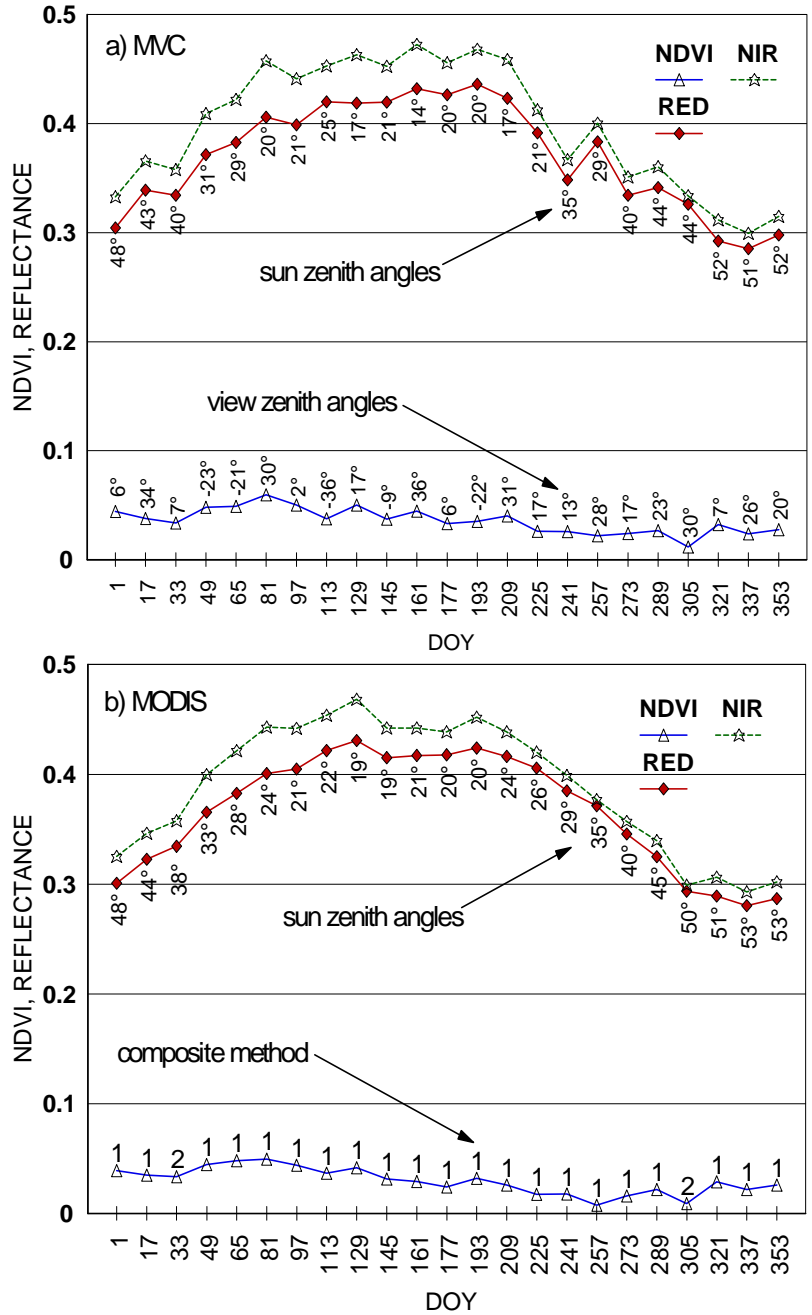 0.5
a) MVC
NDVI
NIR
RED
0.4
0.3
0.2
0.1
0
NDVI, REFLECTANCE
48° 43° 40° 31° 29° 20° 21° 25° 17° 21° 14° 20° 20° 17° 21° 35° 29° 40° 44° 44° 52° 51° 52°
sun zenith angles
view zenith angles
6° 34° 7° -23° -21° 30° 2° -36° 17° -9° 36° 6° -22° 31° 17° 13° 28° 17° 23° 30° 7° 26° 20°
1 17 33 49 65 81 97 113 129 145 161 177 193 209 225 241 257 273 289 305 321 337 353
DOY
0.5
b) MODIS
NDVI
NIR
RED
0.4
0.3
0.2
0.1
0
NDVI, REFLECTANCE
48° 44° 38° 33° 28° 24° 21° 22° 19° 19° 21° 20° 20° 24° 26° 29° 35° 40° 45° 50° 51° 53° 53°
sun zenith angles
composite method
1 1 2 1 1 1 1 1 1 1 1 1 1 1 1 1 1 1 1 2 1 1 1
1 17 33 49 65 81 97 113 129 145 161 177 193 209 225 241 257 273 289 305 321 337 353
DOY